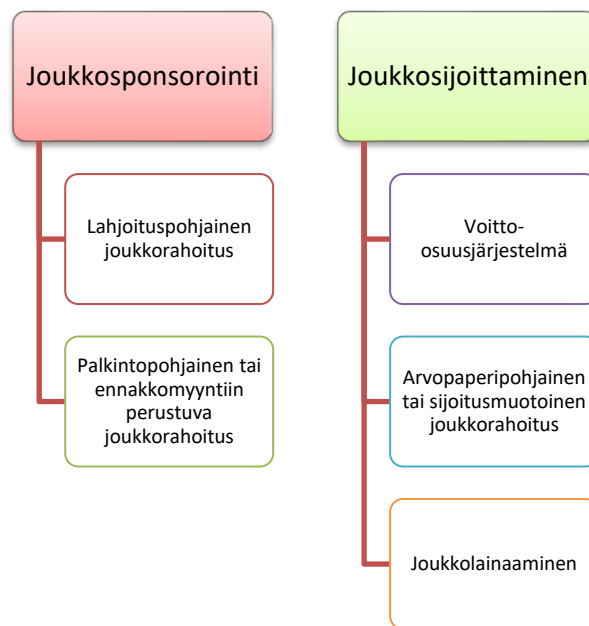 Joukkosponsorointi
Lahjoituspohjainen
joukkorahoitus
Palkintopohjainen tai
ennakkomyyntiin
perustuva
joukkorahoitus
Joukkosijoittaminen
Voitto-
osuusjärjestelmä
Arvopaperipohjainen
tai sijoitusmuotoinen
joukkorahoitus
Joukkolainaaminen